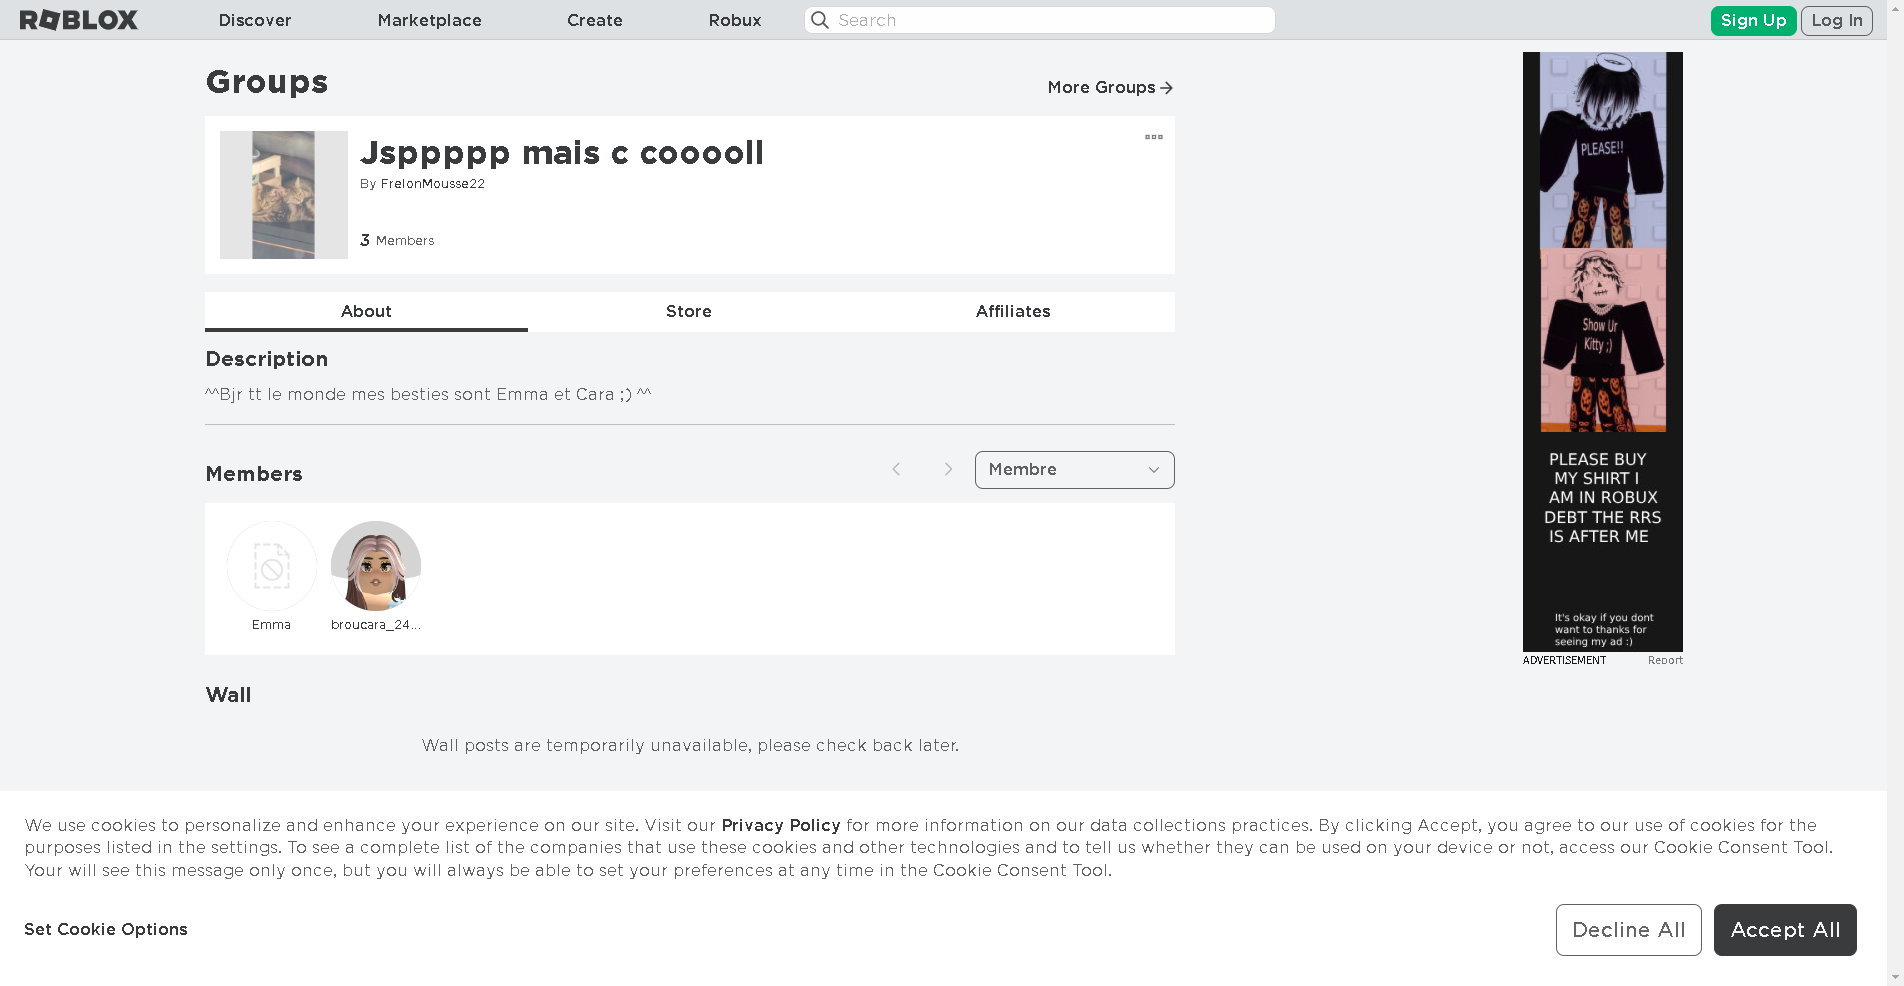 ROBLOX
Discover
Marketplace
Create
Robux
Search
Sign Up
Log In
Groups
More Groups
Jsppppp mais c cooooll
By FrelonMousse22
3 Members
About
Store
Affiliates
Description
^^Bjr tt le monde mes besties sont Emma et Cara ;) ^^
Members
Membre
Emma
broucara_24...
Wall
Wall posts are temporarily unavailable, please check back later.
PLEASE!!
Show Ur
Kitty ;)
PLEASE BUY
MY SHIRT I
AM IN ROBUX
DEBT THE RRS
IS AFTER ME
It's okay if you dont
want to thanks for
seeing my ad :)
ADVERTISEMENT
Report
We use cookies to personalize and enhance your experience on our site. Visit our Privacy Policy for more information on our data collections practices. By clicking Accept, you agree to our use of cookies for the
purposes listed in the settings. To see a complete list of the companies that use these cookies and other technologies and to tell us whether they can be used on your device or not, access our Cookie Consent Tool.
Your will see this message only once, but you will always be able to set your preferences at any time in the Cookie Consent Tool.
Set Cookie Options
Decline All
Accept All